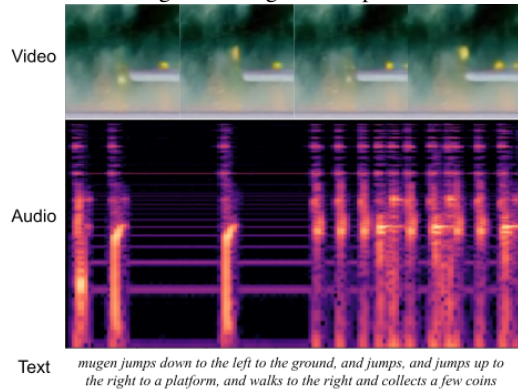 Video
Audio
Text
mugen jumps down to the left to the ground, and jumps, and jumps up to
the right to a platform, and walks to the right and collects a few coins